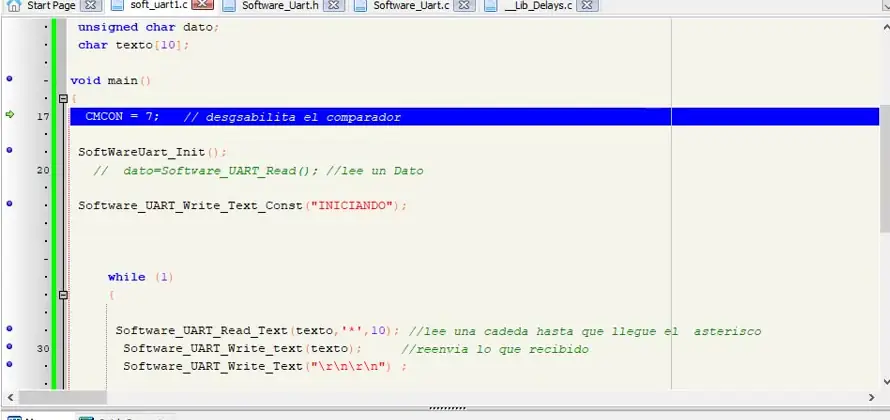 Start Page soft_uart1.c Software_Uart.h Software_Uart.c __Lib_Delays.c
unsigned char dato;
char texto[10];
void main()
{
17 CMCON = 7; // desgsabilita el comparador
SoftWareUart_Init();
20 // dato=Software_UART_Read(); //lee un Dato
Software_UART_Write_Text_Const("INICIANDO");
while (1)
{
Software_UART_Read_Text(texto,'*',10); //lee una cadeda hasta que llegue el asterisco
30 Software_UART_Write_text(texto); //reenvia lo que recibido
Software_UART_Write_Text("\r\n\r\n") ;